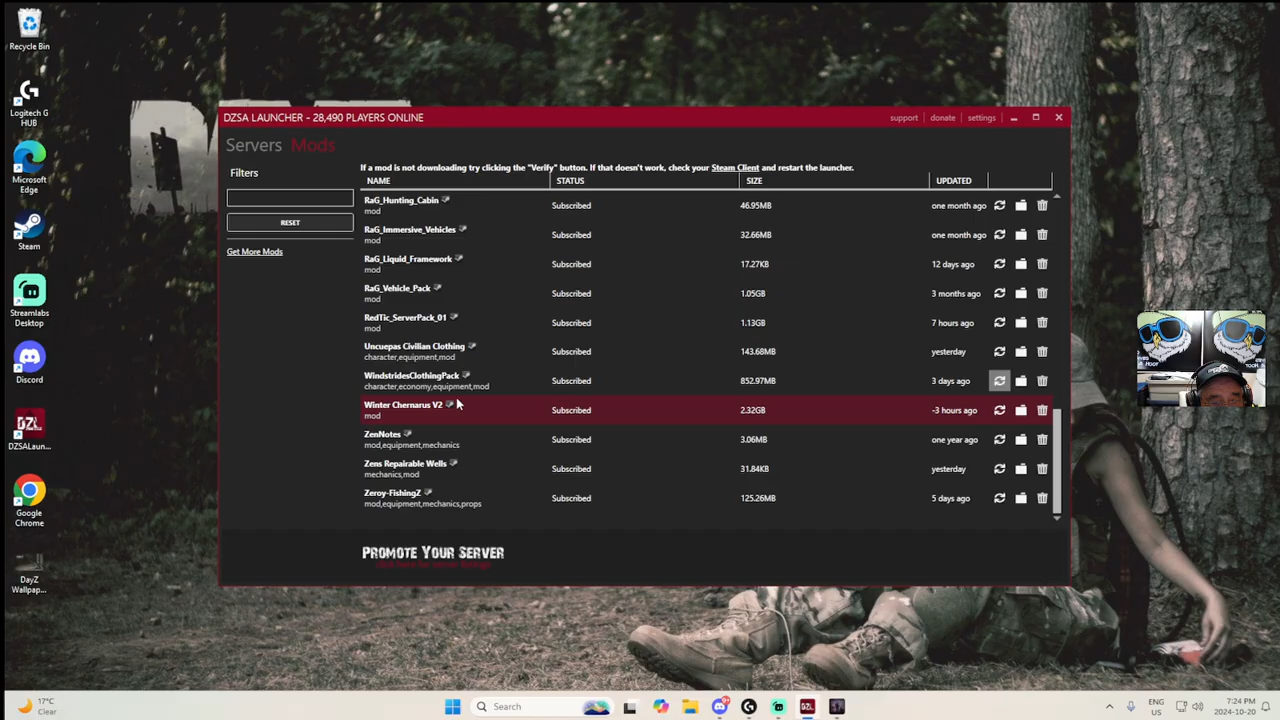 Recycle Bin
Logitech G
HUB
Microsoft
Edge
Steam
Streamlabs
Desktop
Discord
DZSALaun...
Google
Chrome
DayZ
Wallpap...
DZSA LAUNCHER - 28,490 PLAYERS ONLINE
support
donate
settings
Servers
Mods
Filters
RESET
Get More Mods
If a mod is not downloading try clicking the "Verify" button. If that doesn't work, check your Steam Client and restart the launcher.
NAME STATUS SIZE UPDATED
RaG_Hunting_Cabin Subscribed 46.95MB one month ago
mod
RaG_Immersive_Vehicles Subscribed 32.66MB one month ago
mod
RaG_Liquid_Framework Subscribed 17.27KB 12 days ago
mod
RaG_Vehicle_Pack Subscribed 1.05GB 3 months ago
mod
RedTic_ServerPack_01 Subscribed 1.13GB 7 hours ago
mod
Uncuepas Civilian Clothing Subscribed 143.68MB yesterday
character,equipment,mod
WindstridesClothingPack Subscribed 852.97MB 3 days ago
character,economy,equipment,mod
Winter Chernarus V2 Subscribed 2.32GB -3 hours ago
mod
ZenNotes Subscribed 3.06MB one year ago
mod,equipment,mechanics
Zens Repairable Wells Subscribed 31.84KB yesterday
mechanics,mod
Zeroy-FishingZ Subscribed 125.26MB 5 days ago
mod,equipment,mechanics,props
PROMOTE YOUR SERVER
17°C
Clear
Search
ENG
US
7:24 PM
2024-10-20